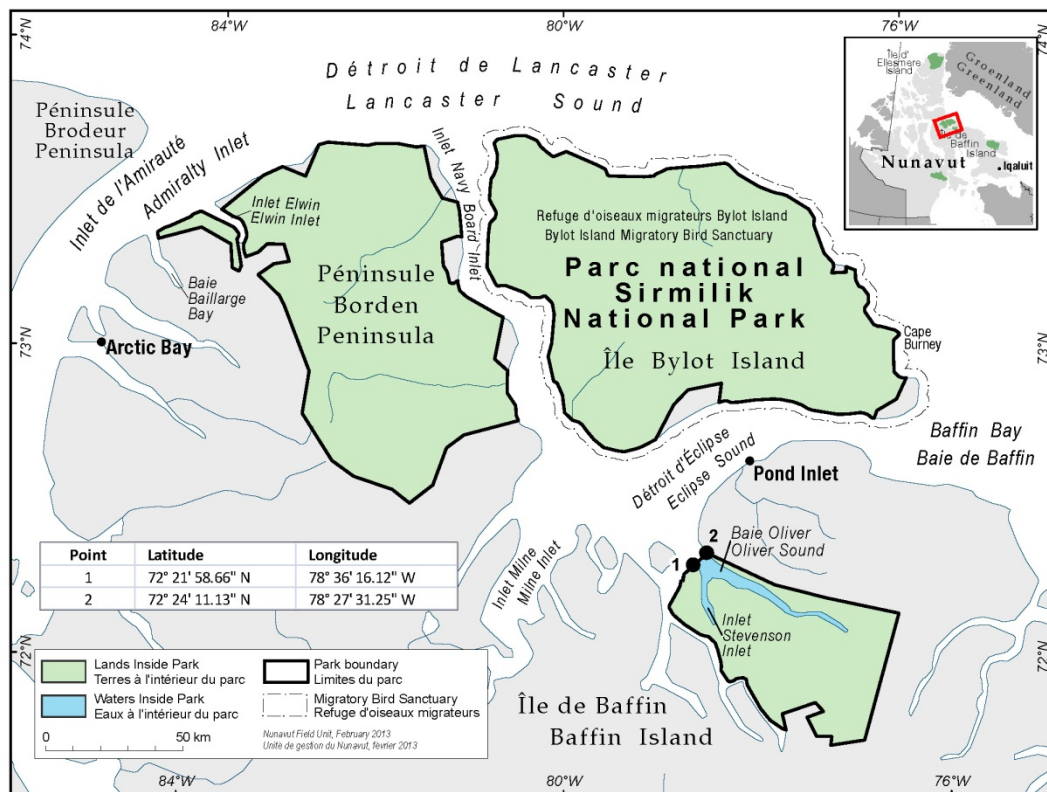 84°W
80°W
76°W
74°N
74°N
Détroit de Lancaster
Lancaster Sound
Péninsule
Brodeur
Peninsula
Inlet de l'Amirauté
Admiralty Inlet
Inlet Navy Board Inlet
Inlet Elwin
Elwin Inlet
Baie
Baillarge
Bay
Péninsule
Borden
Peninsula
Refuge d'oiseaux migrateurs Bylot Island
Bylot Island Migratory Bird Sanctuary
Parc national
Sirmilik
National Park
Île Bylot Island
Cape
Burney
73°N
73°N
Arctic Bay
Baffin Bay
Baie de Baffin
Détroit d'Éclipse
Eclipse Sound
Pond Inlet
Île d'
Ellesmere
Island
Groenland
Greenland
Île de
Baffin
Island
Nunavut
Iqaluit
Point Latitude Longitude
1 72° 21' 58.66" N 78° 36' 16.12" W
2 72° 24' 11.13" N 78° 27' 31.25" W
Inlet Milne
Milne Inlet
1
2
Baie Oliver
Oliver Sound
Inlet
Stevenson
Inlet
72°N
72°N
Île de Baffin
Baffin Island
Lands Inside Park
Terres à l'intérieur du parc
Waters Inside Park
Eaux à l'intérieur du parc
Park boundary
Limites du parc
Migratory Bird Sanctuary
Refuge d'oiseaux migrateurs
0 50 km
Nunavut Field Unit, February 2013
Unité de gestion du Nunavut, février 2013
84°W
80°W
76°W